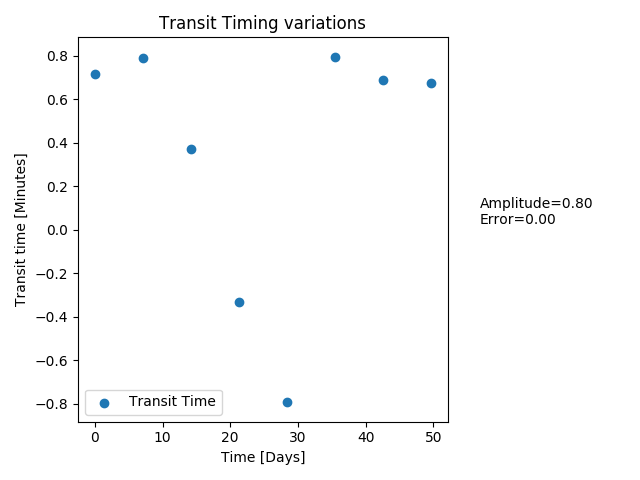 Transit Timing variations
Transit time [Minutes]
0.8
0.6
0.4
0.2
0.0
−0.2
−0.4
−0.6
−0.8
Transit Time
0
10
20
30
40
50
Time [Days]
Amplitude=0.80
Error=0.00